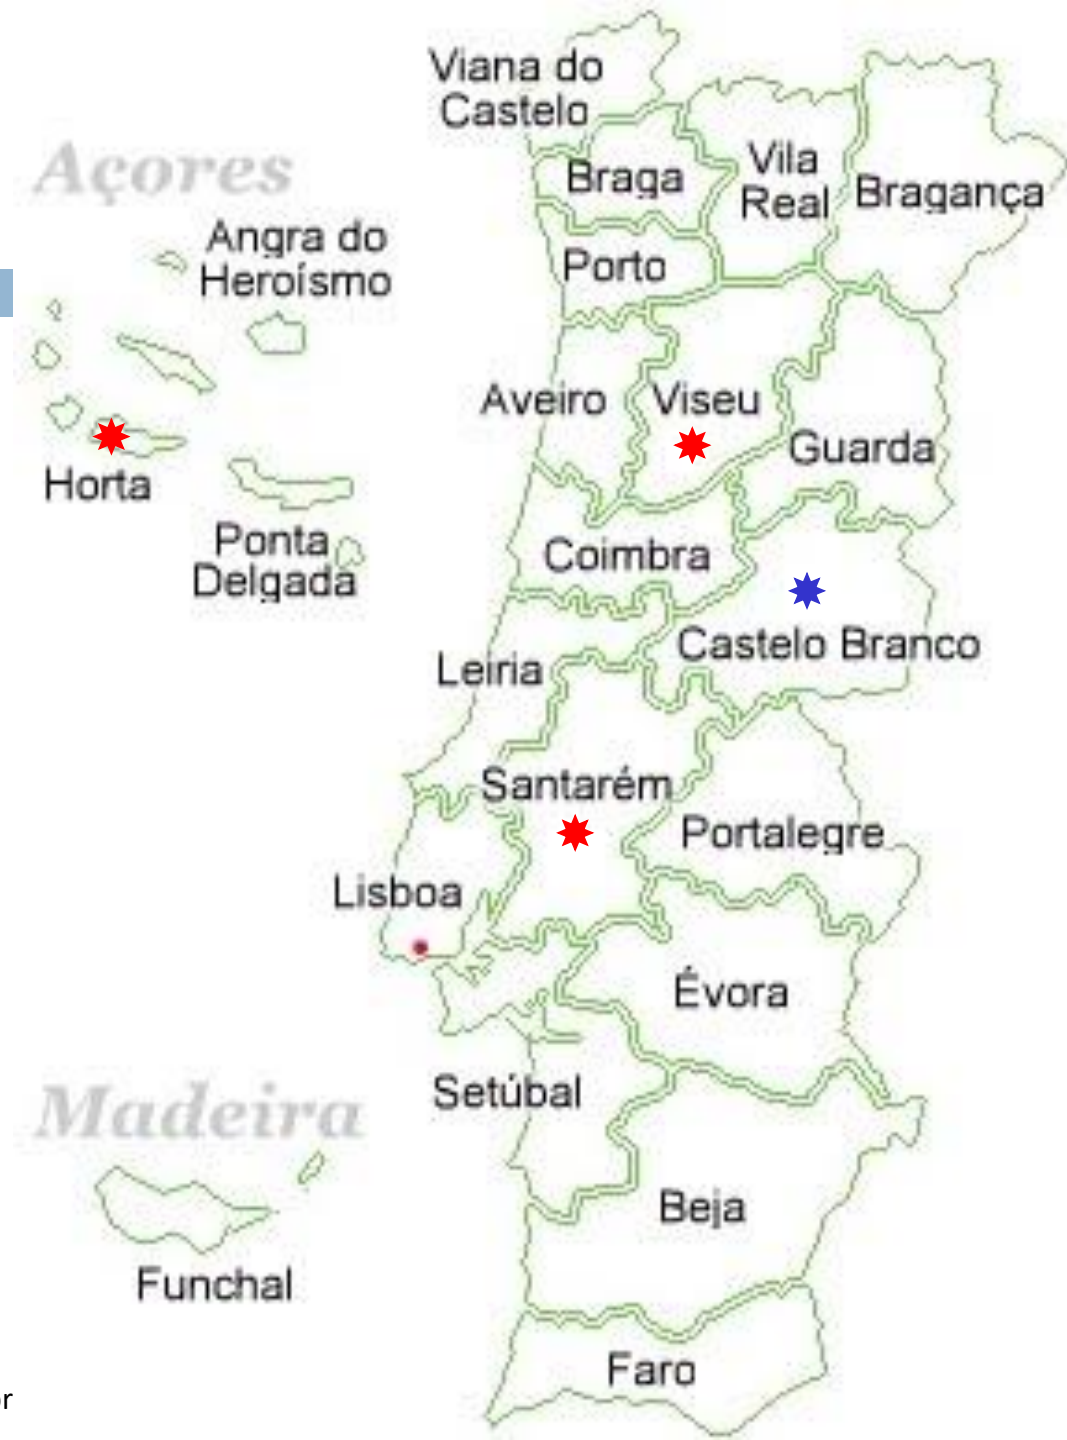 Viana do
Castelo
Braga
Vila
Real
Bragança
Açores
Angra do
Heroísmo
Porto
Aveiro
Viseu
Guarda
Horta
Ponta
Delgada
Coimbra
Castelo Branco
Leiria
Santarém
Portalegre
Lisboa
Évora
Setúbal
Madeira
Beja
Funchal
Faro